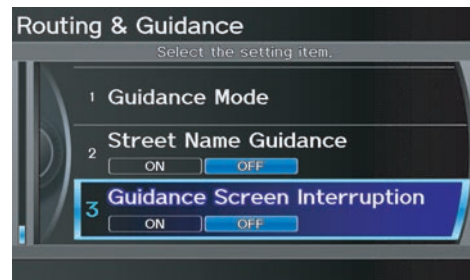 Routing & Guidance
Select the setting item.
1 Guidance Mode
2 Street Name Guidance
ON OFF
3 Guidance Screen Interruption
ON OFF